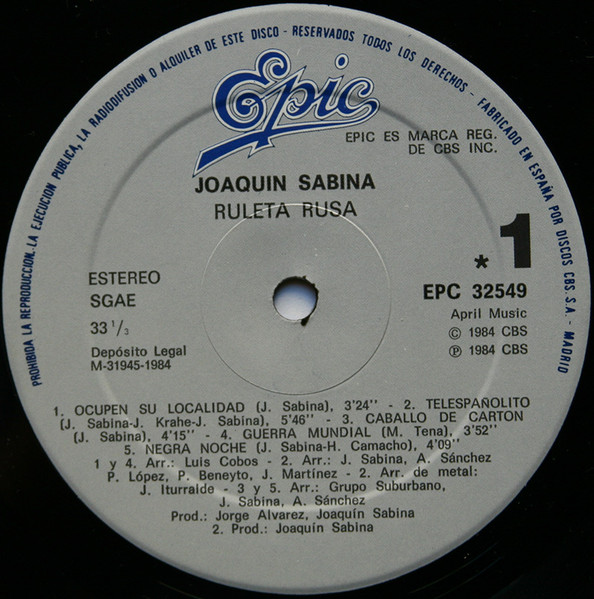 PROHIBIDA LA REPRODUCCION. LA EJECUCION PUBLICA, LA RADIODIFUSION O ALQUILER DE ESTE DISCO - RESERVADOS TODOS LOS DERECHOS - FABRICADO EN ESPAÑA POR DISCOS CBS. S.A. - MADRID
Epic
EPIC ES MARCA REG.
DE CBS INC.
JOAQUIN SABINA
RULETA RUSA
* 1
ESTEREO
SGAE
33 1/3
Depósito Legal
M-31945-1984
EPC 32549
April Music
© 1984 CBS
℗ 1984 CBS
1. OCUPEN SU LOCALIDAD (J. Sabina), 3'24'' - 2. TELESPAÑOLITO
(J. Sabina-J. Krahe-J. Sabina), 5'46'' - 3. CABALLO DE CARTON
(J. Sabina), 4'15'' - 4. GUERRA MUNDIAL (M. Tena), 3'52''
5. NEGRA NOCHE (J. Sabina-H. Camacho), 4'09''
1 y 4. Arr.: Luis Cobos - 2. Arr.: J. Sabina, A. Sánchez
P. López, P. Beneyto, J. Martínez - 2. Arr. de metal:
J. Iturralde - 3 y 5. Arr.: Grupo Suburbano,
J. Sabina, A. Sánchez
Prod.: Jorge Alvarez, Joaquín Sabina
2. Prod.: Joaquín Sabina